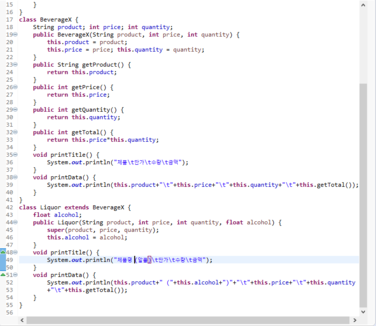 15 }
16 }
17 class BeverageX {
18 String product; int price; int quantity;
19 public BeverageX(String product, int price, int quantity) {
20 this.product = product;
21 this.price = price; this.quantity = quantity;
22 }
23 public String getProduct() {
24 return this.product;
25 }
26 public int getPrice() {
27 return this.price;
28 }
29 public int getQuantity() {
30 return this.quantity;
31 }
32 public int getTotal() {
33 return this.price*this.quantity;
34 }
35 void printTitle() {
36 System.out.println("제품\t단가\t수량\t금액");
37 }
38 void printData() {
39 System.out.println(this.product+"\t"+this.price+"\t"+this.quantity+"\t"+this.getTotal());
40 }
41 }
42 class Liquor extends BeverageX {
43 float alcohol;
44 public Liquor(String product, int price, int quantity, float alcohol) {
45 super(product, price, quantity);
46 this.alcohol = alcohol;
47 }
48 void printTitle() {
49 System.out.println("제품명(알콜)\t단가\t수량\t금액");
50 }
51 void printData() {
52 System.out.println(this.product+" ("+this.alcohol+")"+"\t"+this.price+"\t"+this.quantity
53 +"\t"+this.getTotal());
54 }
55 }
56